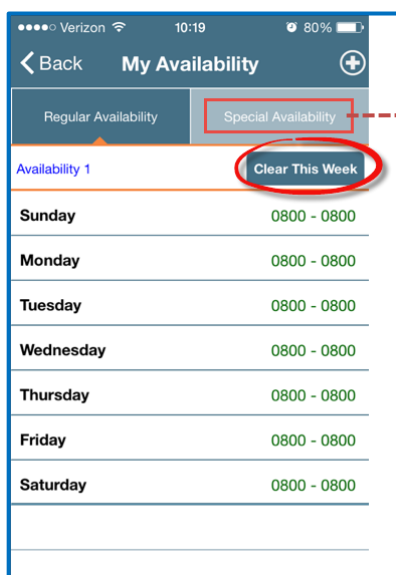 Verizon 10:19 80%
Back My Availability
Regular Availability Special Availability
Availability 1 Clear This Week
Sunday 0800 - 0800
Monday 0800 - 0800
Tuesday 0800 - 0800
Wednesday 0800 - 0800
Thursday 0800 - 0800
Friday 0800 - 0800
Saturday 0800 - 0800